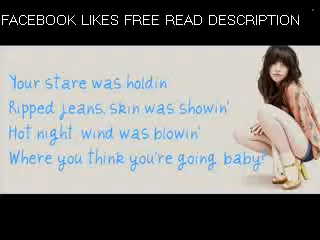 FACEBOOK LIKES FREE READ DESCRIPTION
Your stare was holdin
Ripped jeans, skin was showin'
Hot night wind was blowin'
Where you think you're going baby?